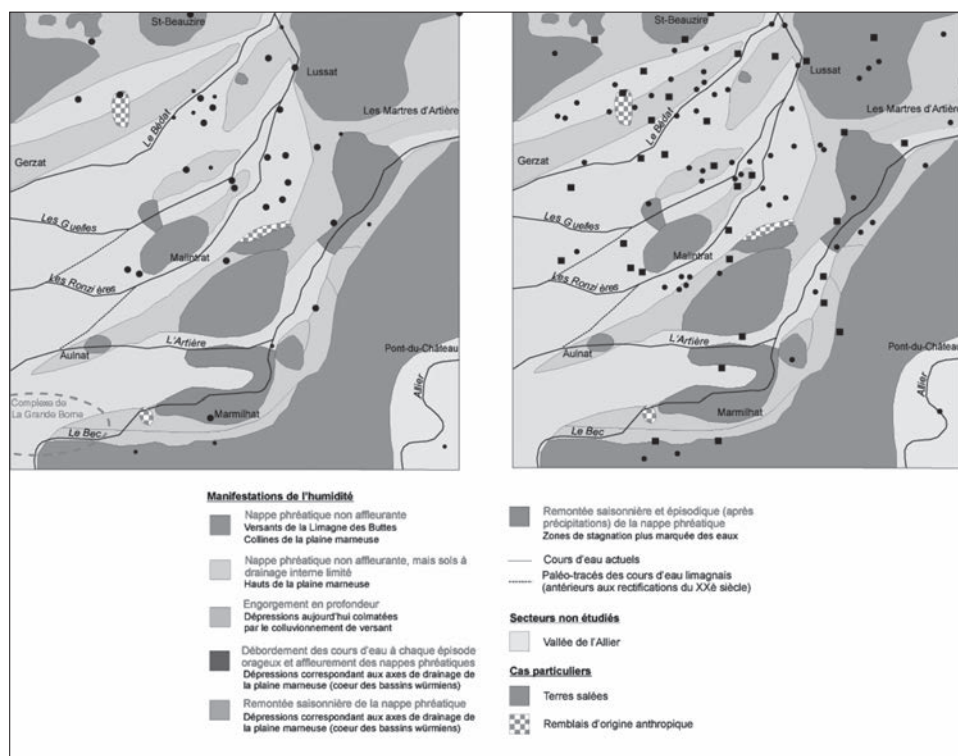 St-Beauzire
Lussat
Les Martres d'Artière
Le Bédat
Gerzat
Les Guelles
Malintrat
Les Ronzières
L'Artière
Aulnat
Pont-du-Château
Complexe de
La Grande Borne
Allier
Marmilhat
Le Bec
St-Beauzire
Lussat
Les Martres d'Artière
Le Bédat
Gerzat
Les Guelles
Malintrat
Les Ronzières
L'Artière
Aulnat
Pont-du-Château
Allier
Marmilhat
Le Bec
Manifestations de l'humidité
Nappe phréatique non affleurante
Versants de la Limagne des Buttes
Collines de la plaine marneuse
Nappe phréatique non affleurante, mais sols à
drainage interne limité
Hauts de la plaine marneuse
Engorgement en profondeur
Dépressions aujourd'hui colmatées
par le colluvionnement de versant
Débordement des cours d'eau à chaque épisode
orageux et affleurement des nappes phréatiques
Dépressions correspondant aux axes de drainage de
la plaine marneuse (coeur des bassins würmiens)
Remontée saisonnière de la nappe phréatique
Dépressions correspondant aux axes de drainage de
la plaine marneuse (coeur des bassins würmiens)
Remontée saisonnière et épisodique (après
précipitations) de la nappe phréatique
Zones de stagnation plus marquée des eaux
Cours d'eau actuels
Paléo-tracés des cours d'eau limagnais
(antérieurs aux rectifications du XXè siècle)
Secteurs non étudiés
Vallée de l'Allier
Cas particuliers
Terres salées
Remblais d'origine anthropique